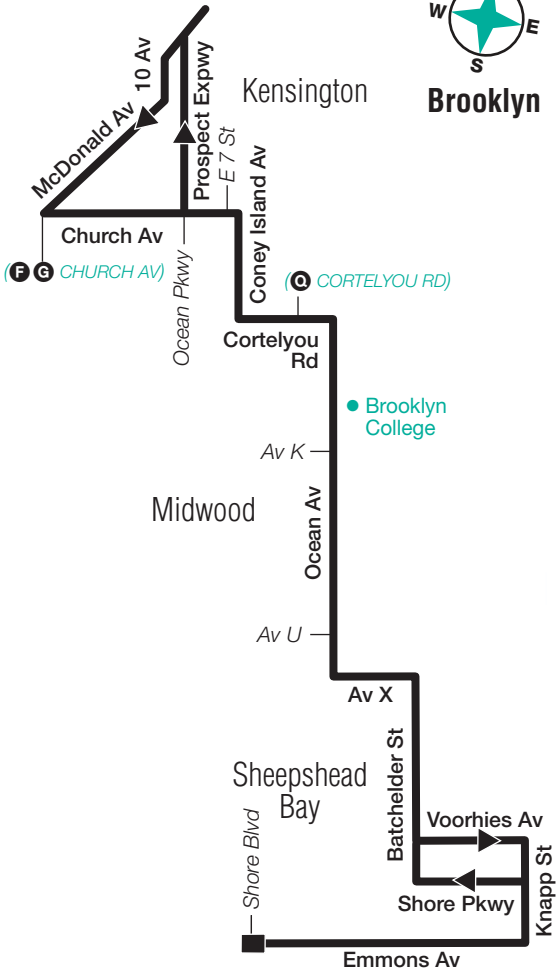 W
E
S
Brooklyn
Kensington
10 Av
McDonald Av
Prospect Expwy
E 7 St
Coney Island Av
Church Av
(F G CHURCH AV)
Ocean Pkwy
(Q CORTELYOU RD)
Cortelyou
Rd
Brooklyn
College
Av K
Midwood
Ocean Av
Av U
Av X
Batchelder St
Sheepshead
Bay
Voorhies Av
Shore Blvd
Shore Pkwy
Knapp St
Emmons Av